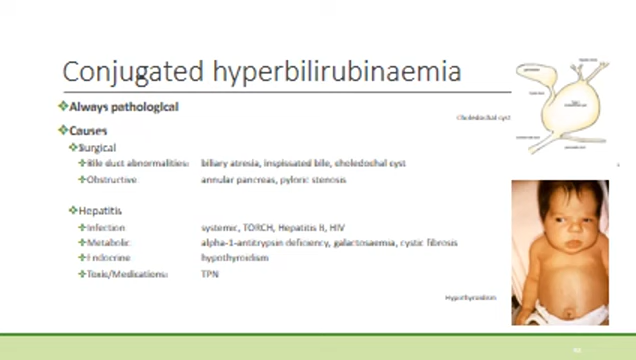 Conjugated hyperbilirubinaemia
Always pathological
Causes
Surgical
Bile duct abnormalities: biliary atresia, inspissated bile, choledochal cyst
Obstructive: annular pancreas, pyloric stenosis
Hepatitis
Infection systemic, TORCH, Hepatitis B, HIV
Metabolic alpha-1-antitrypsin deficiency, galactosaemia, cystic fibrosis
Endocrine hypothyroidism
Toxic/Medications: TPN
Choledochal cyst
Hypothyroidism